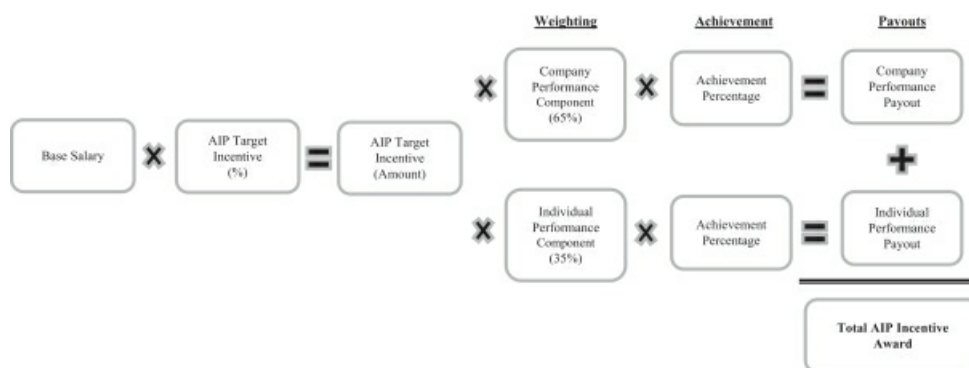 Weighting
Achievement
Payouts
Company
Performance
Component
(65%)
Achievement
Percentage
Company
Performance
Payout
Base Salary
AIP Target
Incentive
(%)
AIP Target
Incentive
(Amount)
Individual
Performance
Component
(35%)
Achievement
Percentage
Individual
Performance
Payout
Total AIP Incentive
Award